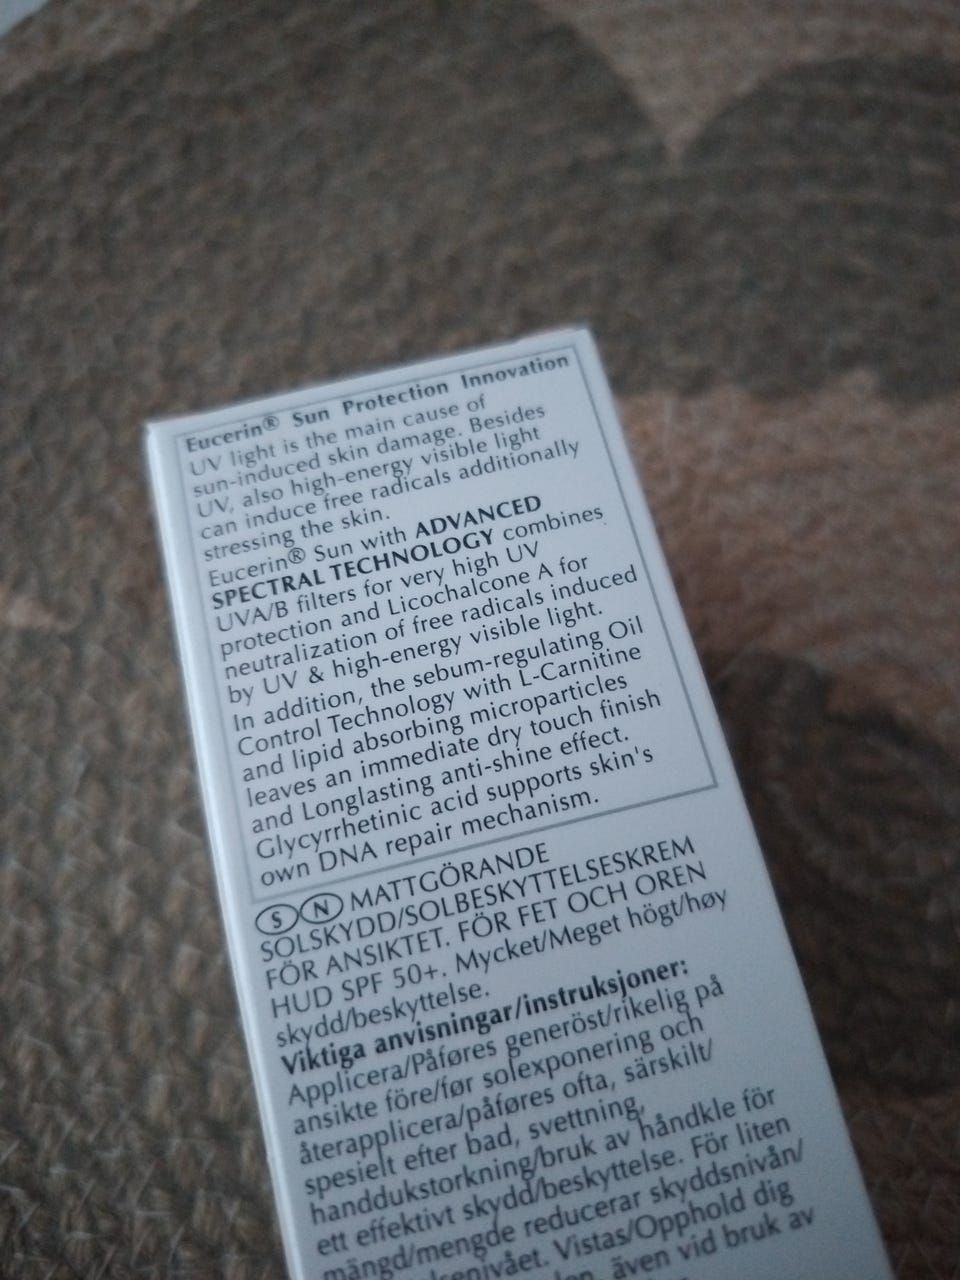 Eucerin® Sun Protection Innovation
UV light is the main cause of
sun-induced skin damage. Besides
UV, also high-energy visible light
can induce free radicals additionally
stressing the skin.
Eucerin® Sun with ADVANCED
SPECTRAL TECHNOLOGY combines
UVA/B filters for very high UV
protection and Licochalcone A for
neutralization of free radicals induced
by UV & high-energy visible light.
In addition, the sebum-regulating Oil
Control Technology with L-Carnitine
and lipid absorbing microparticles
leaves an immediate dry touch finish
and Longlasting anti-shine effect.
Glycyrrhetinic acid supports skin's
own DNA repair mechanism.
S N MATTGÖRANDE
SOLSKYDD/SOLBESKYTTELSESKREM
FÖR ANSIKTET. FÖR FET OCH OREN
HUD SPF 50+. Mycket/Meget högt/høy
skydd/beskyttelse.
Viktiga anvisningar/instruksjoner:
Applicera/Påføres generöst/rikelig på
ansikte före/før solexponering och
återapplicera/påføres ofta, särskilt/
spesielt efter bad, svettning,
handdukstorkning/bruk av håndkle för
ett effektivt skydd/beskyttelse. För liten
mängd/mengde reducerar skyddsnivån/
Vistas/Opphold dig
även vid bruk av